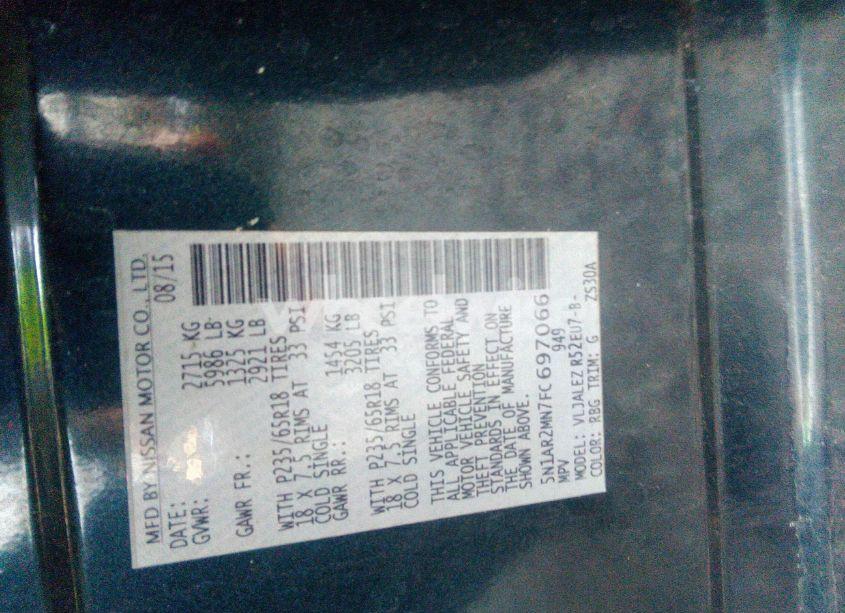 MFD BY NISSAN MOTOR CO., LTD.
DATE: 08/15
GVWR: 2715 KG
5986 LB
GAWR FR.: 1325 KG
2921 LB
WITH P235/65R18 TIRES
18 X 7.5 RIMS AT 33 PSI
COLD SINGLE
GAWR RR.: 1454 KG
3205 LB
WITH P235/65R18 TIRES
18 X 7.5 RIMS AT 33 PSI
COLD SINGLE
THIS VEHICLE CONFORMS TO
ALL APPLICABLE FEDERAL
MOTOR VEHICLE SAFETY AND
THEFT PREVENTION
STANDARDS IN EFFECT ON
THE DATE OF MANUFACTURE
SHOWN ABOVE.
5N1AR2MN7FC697066
MPV 949
MODEL: VLJALEZ R52EU7-B-
COLOR: RBG TRIM: G ZS30A